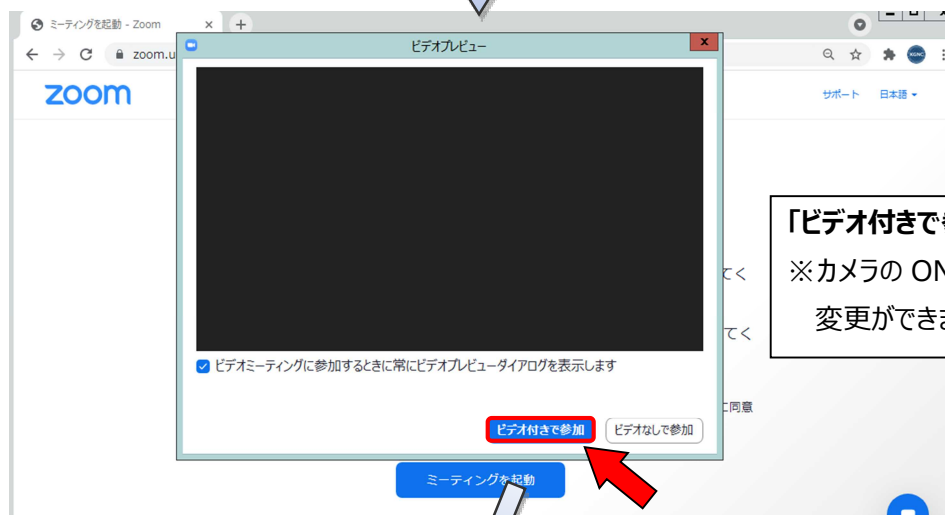 ミーティングを起動 - Zoom
zoom.u
ビデオプレビュー
zoom
サポート 日本語
「ビデオ付きで
※カメラの ON
変更ができ
てく
てく
ビデオミーティングに参加するときに常にビデオプレビューダイアログを表示します
に同意
ビデオ付きで参加 ビデオなしで参加
ミーティングを起動